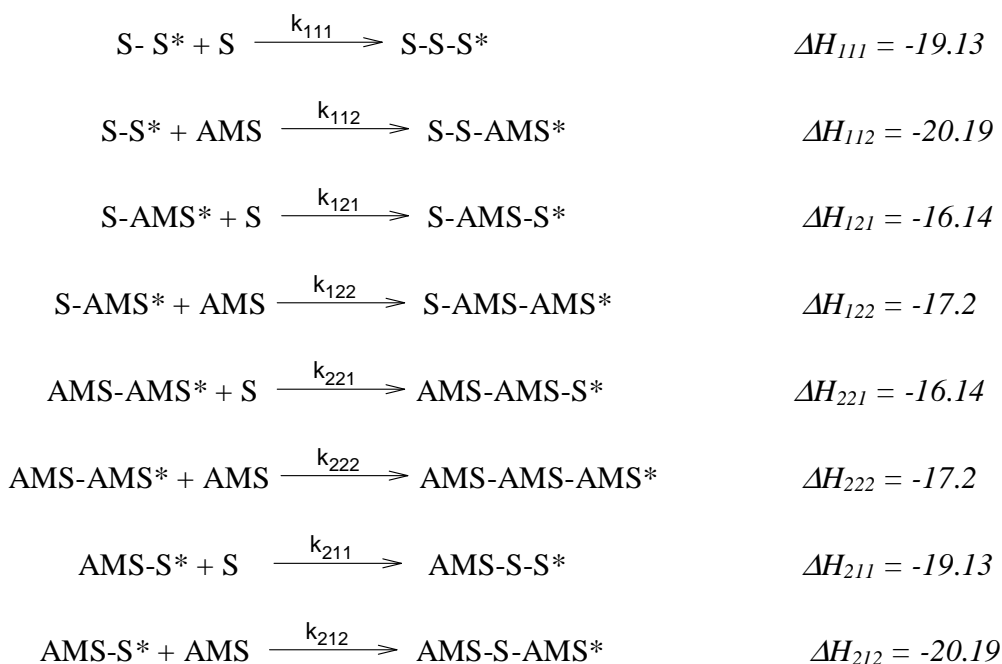 S- S* + S k111 S-S-S* ΔH111 = -19.13
S-S* + AMS k112 S-S-AMS* ΔH112 = -20.19
S-AMS* + S k121 S-AMS-S* ΔH121 = -16.14
S-AMS* + AMS k122 S-AMS-AMS* ΔH122 = -17.2
AMS-AMS* + S k221 AMS-AMS-S* ΔH221 = -16.14
AMS-AMS* + AMS k222 AMS-AMS-AMS* ΔH222 = -17.2
AMS-S* + S k211 AMS-S-S* ΔH211 = -19.13
AMS-S* + AMS k212 AMS-S-AMS* ΔH212 = -20.19